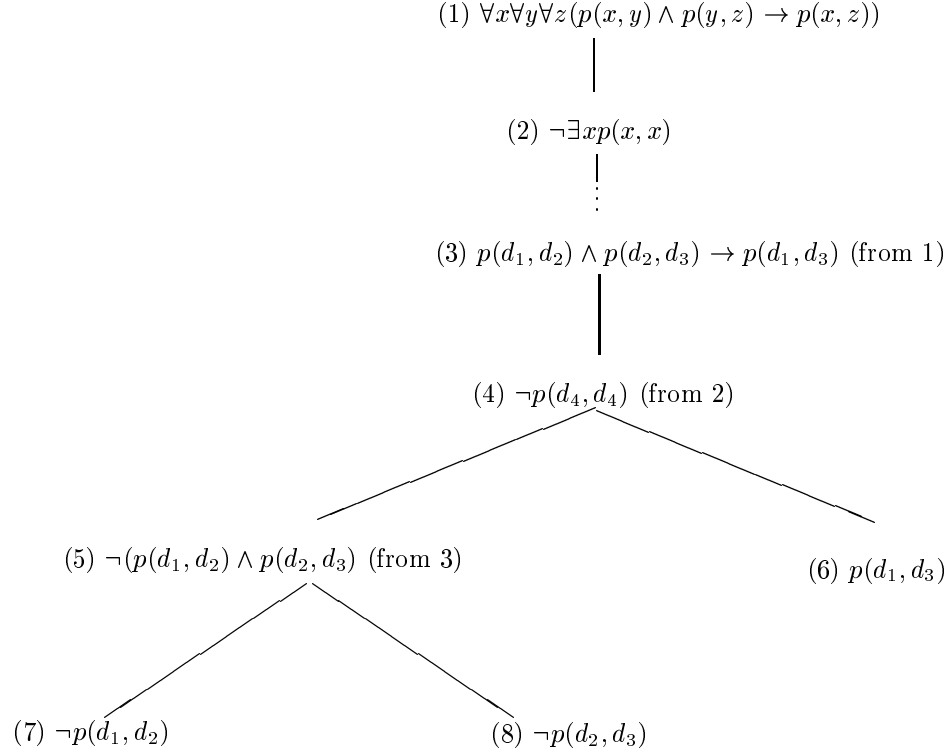 (1) ∀x∀y∀z(p(x, y) ∧ p(y, z) → p(x, z))
(2) ¬∃xp(x, x)
(3) p(d₁, d₂) ∧ p(d₂, d₃) → p(d₁, d₃) (from 1)
(4) ¬p(d₄, d₄) (from 2)
(5) ¬(p(d₁, d₂) ∧ p(d₂, d₃) (from 3)
(6) p(d₁, d₃)
(7) ¬p(d₁, d₂)
(8) ¬p(d₂, d₃)